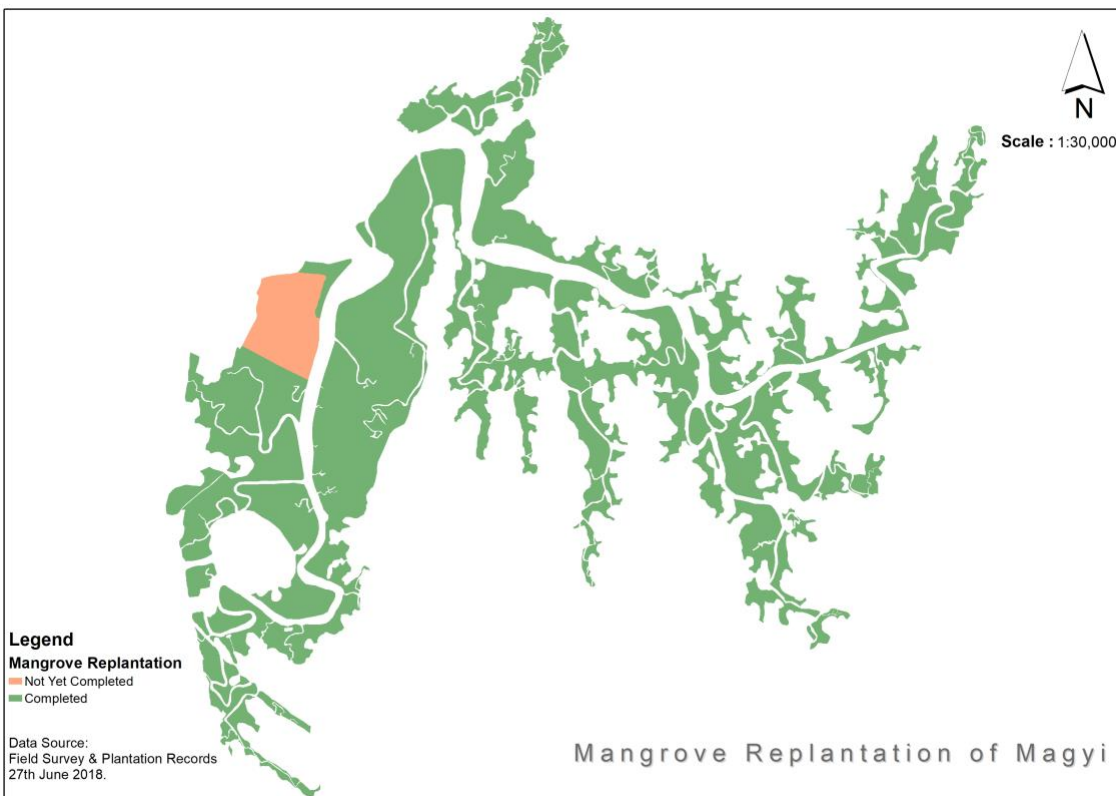 N
Scale : 1:30,000
Legend
Mangrove Replantation
Not Yet Completed
Completed
Data Source:
Field Survey & Plantation Records
27th June 2018.
Mangrove Replantation of Magyi